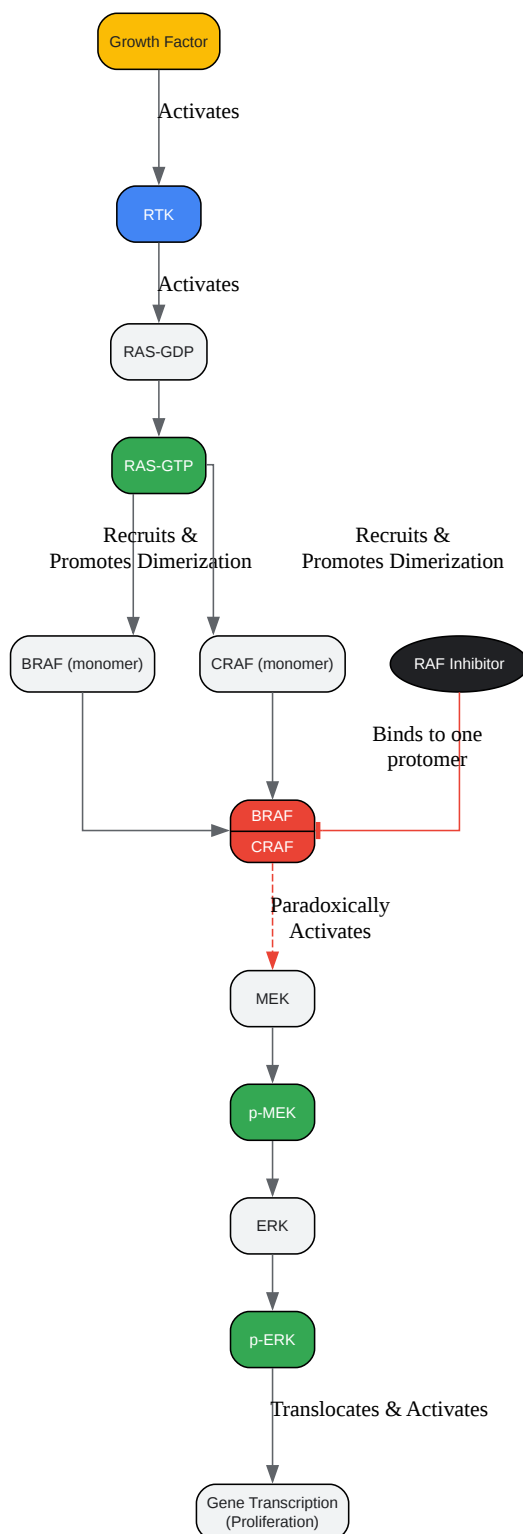 Growth Factor
Activates
RTK
Activates
RAS-GDP
RAS-GTP
Recruits &
Promotes Dimerization
Recruits &
Promotes Dimerization
BRAF (monomer)
CRAF (monomer)
RAF Inhibitor
Binds to one
protomer
BRAF
CRAF
Paradoxically
Activates
MEK
p-MEK
ERK
p-ERK
Translocates & Activates
Gene Transcription
(Proliferation)